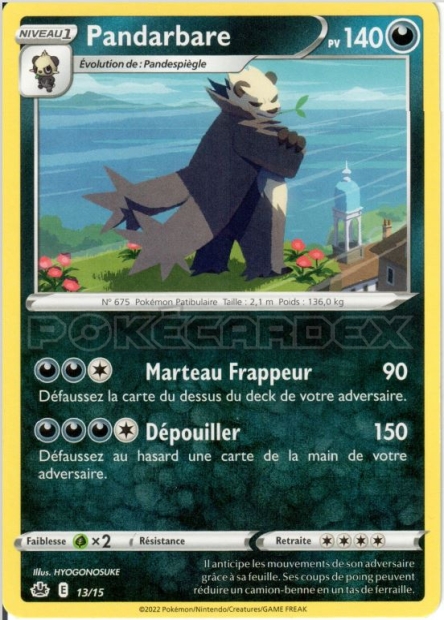 NIVEAU 1
Pandarbare
PV 140
Évolution de : Pandespiègle
N° 675 Pokémon Patibulaire Taille : 2,1 m Poids : 136,0 kg
POKÉCARDEX
Marteau Frappeur 90
Défaussez la carte du dessus du deck de votre adversaire.
Dépouiller 150
Défaussez au hasard une carte de la main de votre
adversaire.
Faiblesse ×2 Résistance Retraite
Illus. HYOGONOSUKE
E 13/15
Il anticipe les mouvements de son adversaire
grâce à sa feuille. Ses coups de poing peuvent
réduire un camion-benne en un tas de ferraille.
©2022 Pokémon/Nintendo/Creatures/GAME FREAK